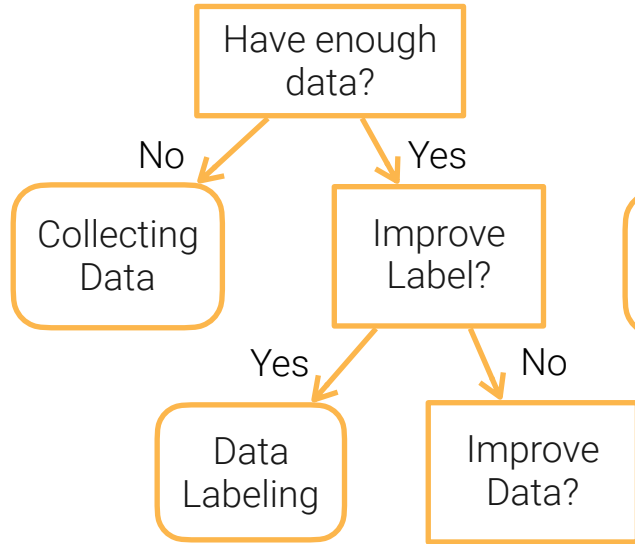 Have enough
data?
No
Yes
Collecting
Data
Improve
Label?
Yes
No
Data
Labeling
Improve
Data?